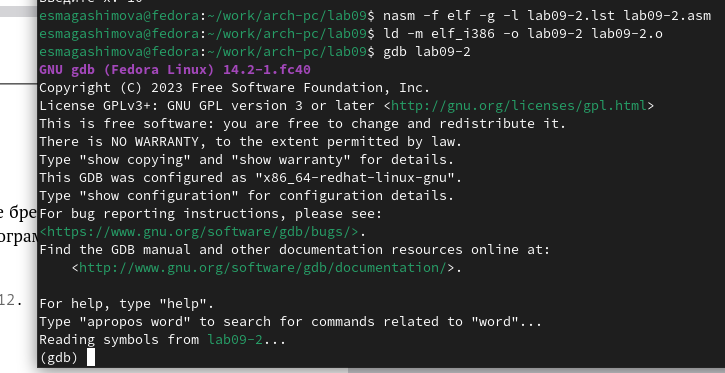 Введите x: 10
esmagashimova@fedora:~/work/arch-pc/lab09$ nasm -f elf -g -l lab09-2.lst lab09-2.asm
esmagashimova@fedora:~/work/arch-pc/lab09$ ld -m elf_i386 -o lab09-2 lab09-2.o
esmagashimova@fedora:~/work/arch-pc/lab09$ gdb lab09-2
GNU gdb (Fedora Linux) 14.2-1.fc40
Copyright (C) 2023 Free Software Foundation, Inc.
License GPLv3+: GNU GPL version 3 or later <http://gnu.org/licenses/gpl.html>
This is free software: you are free to change and redistribute it.
There is NO WARRANTY, to the extent permitted by law.
Type "show copying" and "show warranty" for details.
This GDB was configured as "x86_64-redhat-linux-gnu".
Type "show configuration" for configuration details.
For bug reporting instructions, please see:
<https://www.gnu.org/software/gdb/bugs/>.
Find the GDB manual and other documentation resources online at:
<http://www.gnu.org/software/gdb/documentation/>.
For help, type "help".
Type "apropos word" to search for commands related to "word"...
Reading symbols from lab09-2...
(gdb)
е бре
ограм
12.